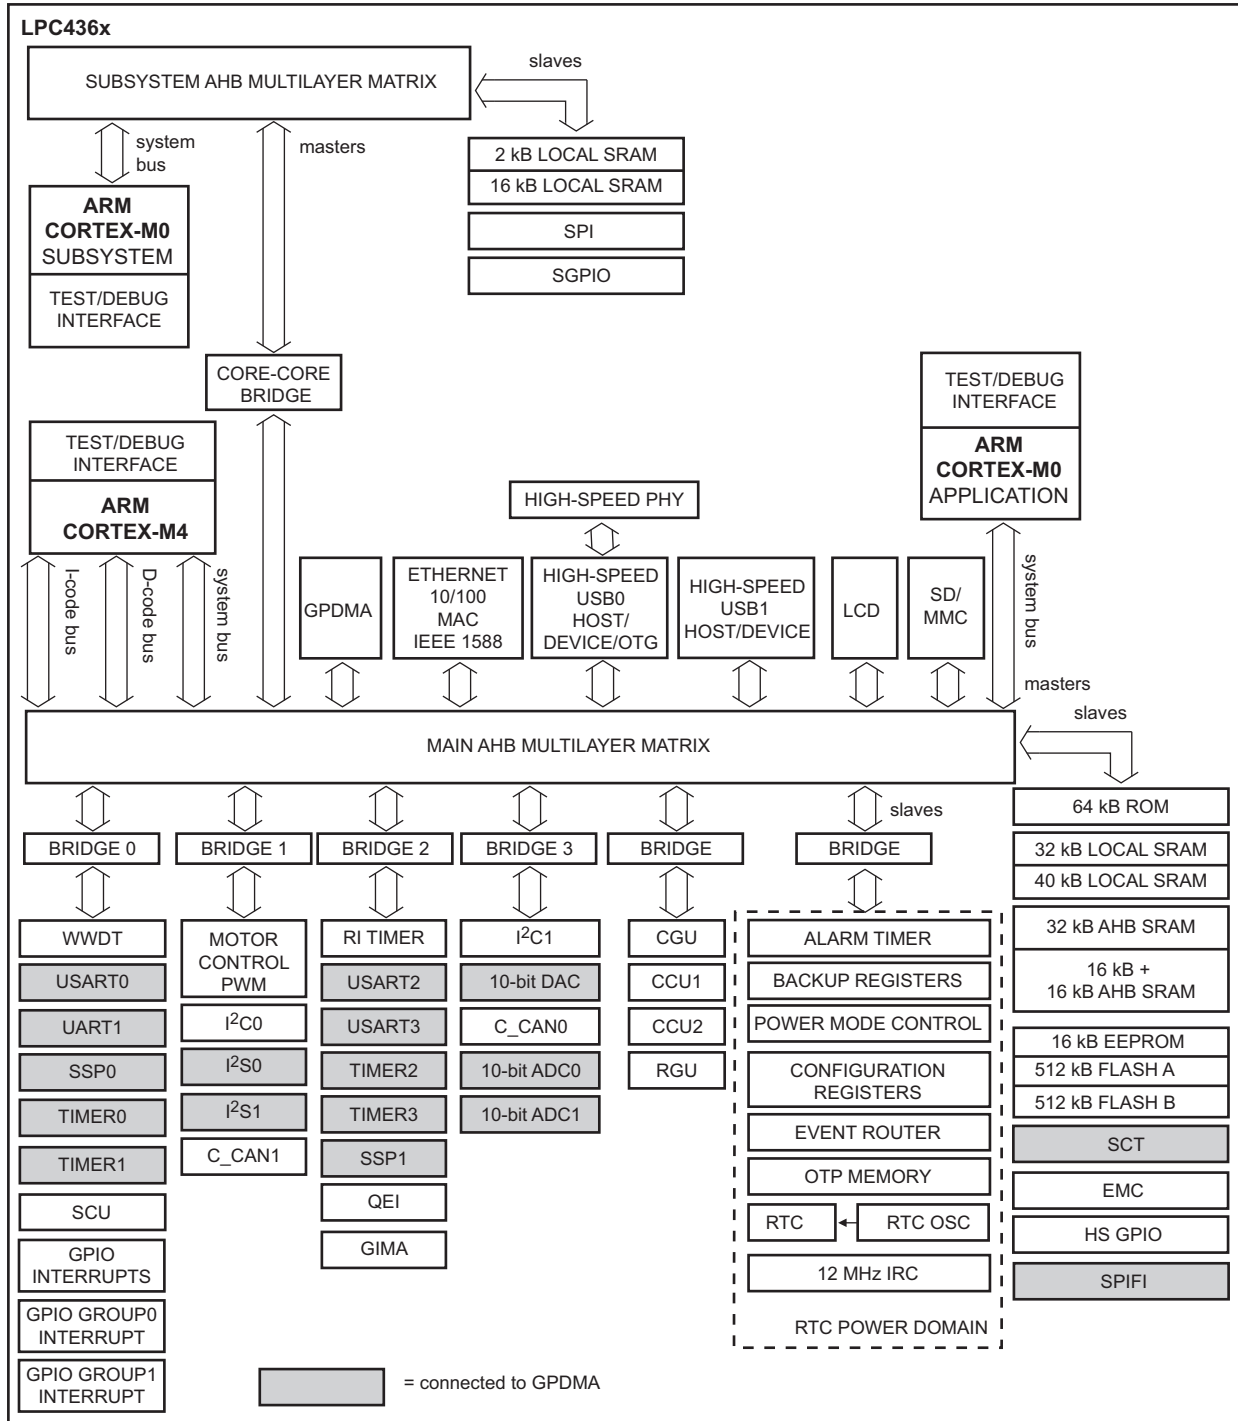 LPC436x
SUBSYSTEM AHB MULTILAYER MATRIX
slaves
system
bus
masters
2 kB LOCAL SRAM
16 kB LOCAL SRAM
SPI
SGPIO
ARM
CORTEX-M0
SUBSYSTEM
TEST/DEBUG
INTERFACE
CORE-CORE
BRIDGE
TEST/DEBUG
INTERFACE
ARM
CORTEX-M0
APPLICATION
TEST/DEBUG
INTERFACE
ARM
CORTEX-M4
HIGH-SPEED PHY
I-code bus
D-code bus
system bus
GPDMA
ETHERNET
10/100
MAC
IEEE 1588
HIGH-SPEED
USB0
HOST/
DEVICE/OTG
HIGH-SPEED
USB1
HOST/DEVICE
LCD
SD/
MMC
system bus
masters
slaves
MAIN AHB MULTILAYER MATRIX
slaves
BRIDGE 0
BRIDGE 1
BRIDGE 2
BRIDGE 3
BRIDGE
BRIDGE
WWDT
USART0
UART1
SSP0
TIMER0
TIMER1
SCU
GPIO
INTERRUPTS
GPIO GROUP0
INTERRUPT
GPIO GROUP1
INTERRUPT
MOTOR
CONTROL
PWM
I²C0
I²S0
I²S1
C_CAN1
RI TIMER
USART2
USART3
TIMER2
TIMER3
SSP1
QEI
GIMA
I²C1
10-bit DAC
C_CAN0
10-bit ADC0
10-bit ADC1
CGU
CCU1
CCU2
RGU
ALARM TIMER
BACKUP REGISTERS
POWER MODE CONTROL
CONFIGURATION
REGISTERS
EVENT ROUTER
OTP MEMORY
RTC
RTC OSC
12 MHz IRC
RTC POWER DOMAIN
64 kB ROM
32 kB LOCAL SRAM
40 kB LOCAL SRAM
32 kB AHB SRAM
16 kB +
16 kB AHB SRAM
16 kB EEPROM
512 kB FLASH A
512 kB FLASH B
SCT
EMC
HS GPIO
SPIFI
= connected to GPDMA